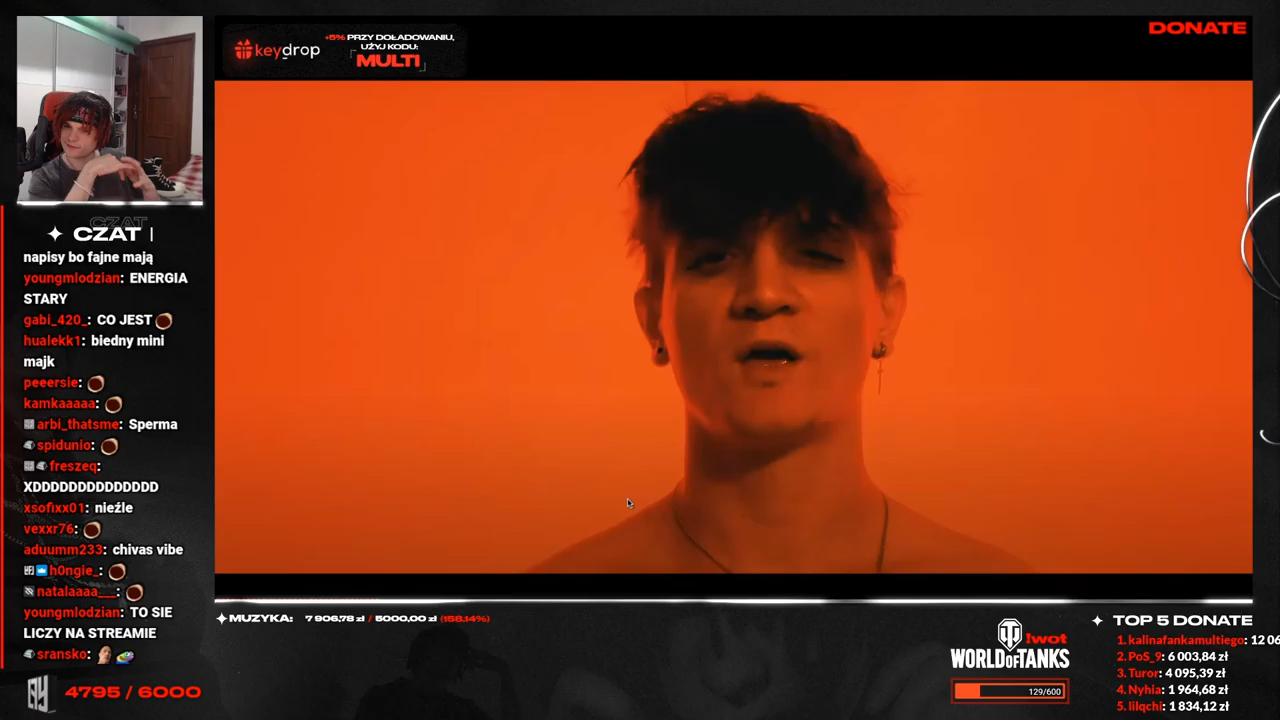 keydrop
+5% PRZY DOŁADOWANIU,
UŻYJ KODU:
MULTI
DONATE
CZAT
CZAT
napisy bo fajne mają
youngmlodzian: ENERGIA
STARY
gabi_420_: CO JEST
hualekk1: biedny mini
majk
peeersie:
kamkaaaaa:
arbi_thatsme: Sperma
spidunio:
freszeq:
XDDDDDDDDDDDDDD
xsofixx01: nieźle
vexxr76:
aduumm233: chivas vibe
h0ngie_:
natalaaaa__:
youngmlodzian: TO SIE
LICZY NA STREAMIE
sransko:
4795 / 6000
MUZYKA: 7 906,78 zł / 5000,00 zł (158.14%)
!wot
WORLD OF TANKS
129/600
TOP 5 DONATE
1. kalinafankamultiego: 12 06
2. PoS_9: 6 003,84 zł
3. Turor: 4 095,39 zł
4. Nyhia: 1 964,68 zł
5. lilqchi: 1 834,12 zł